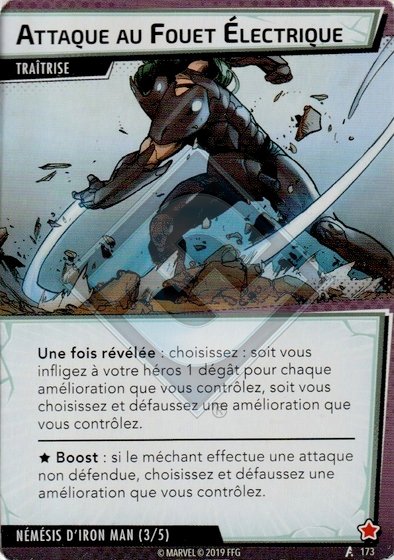 Attaque au Fouet Électrique
TRAÎTRISE
Une fois révélée : choisissez : soit vous
infligez à votre héros 1 dégât pour chaque
amélioration que vous contrôlez, soit vous
choisissez et défaussez une amélioration que
vous contrôlez.
★ Boost : si le méchant effectue une attaque
non défendue, choisissez et défaussez une
amélioration que vous contrôlez.
NÉMÉSIS D'IRON MAN (3/5)
© MARVEL © 2019 FFG
173